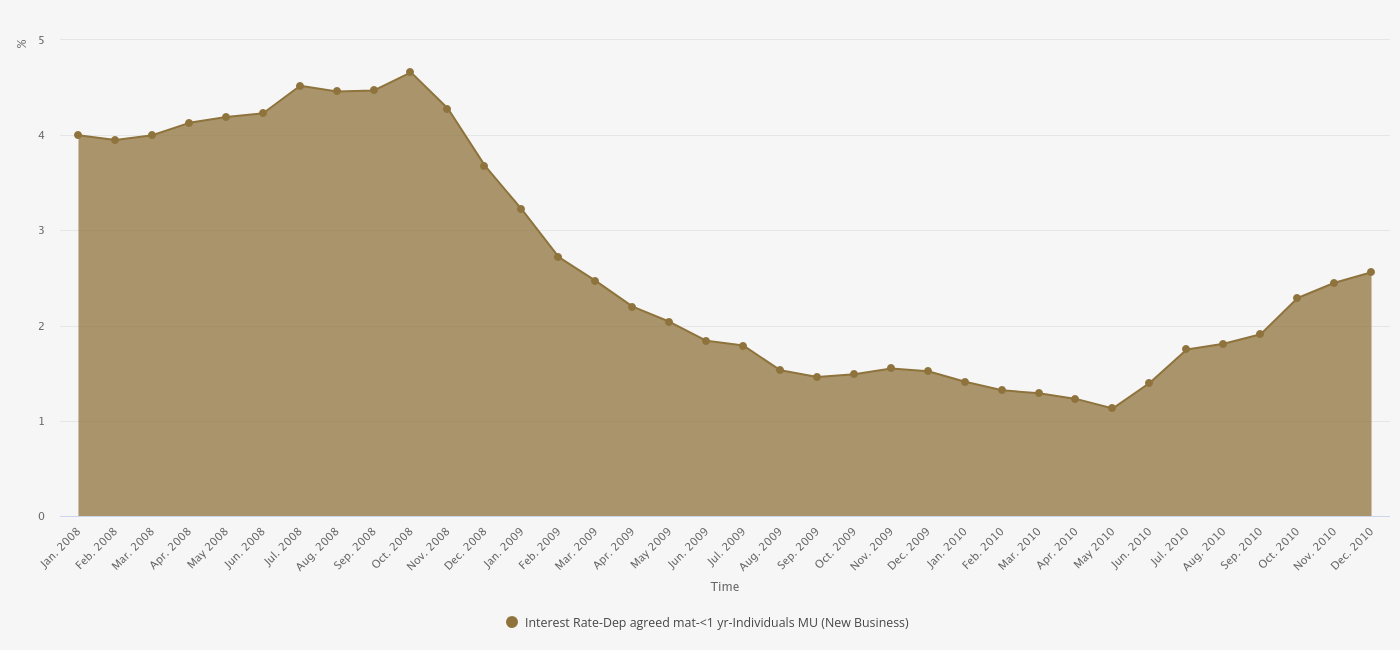 %
5
4
3
2
1
0
Jan. 2008
Feb. 2008
Mar. 2008
Apr. 2008
May 2008
Jun. 2008
Jul. 2008
Aug. 2008
Sep. 2008
Oct. 2008
Nov. 2008
Dec. 2008
Jan. 2009
Feb. 2009
Mar. 2009
Apr. 2009
May 2009
Jun. 2009
Jul. 2009
Aug. 2009
Sep. 2009
Oct. 2009
Nov. 2009
Dec. 2009
Jan. 2010
Feb. 2010
Mar. 2010
Apr. 2010
May 2010
Jun. 2010
Jul. 2010
Aug. 2010
Sep. 2010
Oct. 2010
Nov. 2010
Dec. 2010
Time
Interest Rate-Dep agreed mat-<1 yr-Individuals MU (New Business)